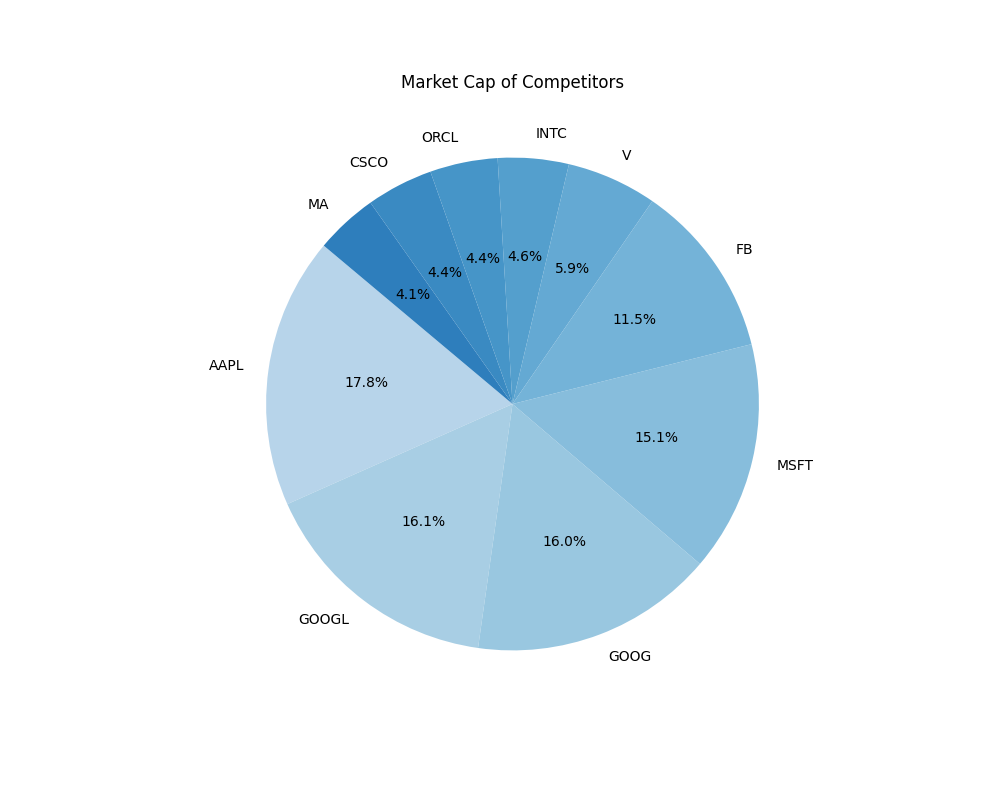 Market Cap of Competitors
INTC
ORCL
V
CSCO
MA
FB
4.6%
4.4%
5.9%
4.4%
4.1%
11.5%
AAPL
17.8%
15.1%
MSFT
16.1%
16.0%
GOOGL
GOOG